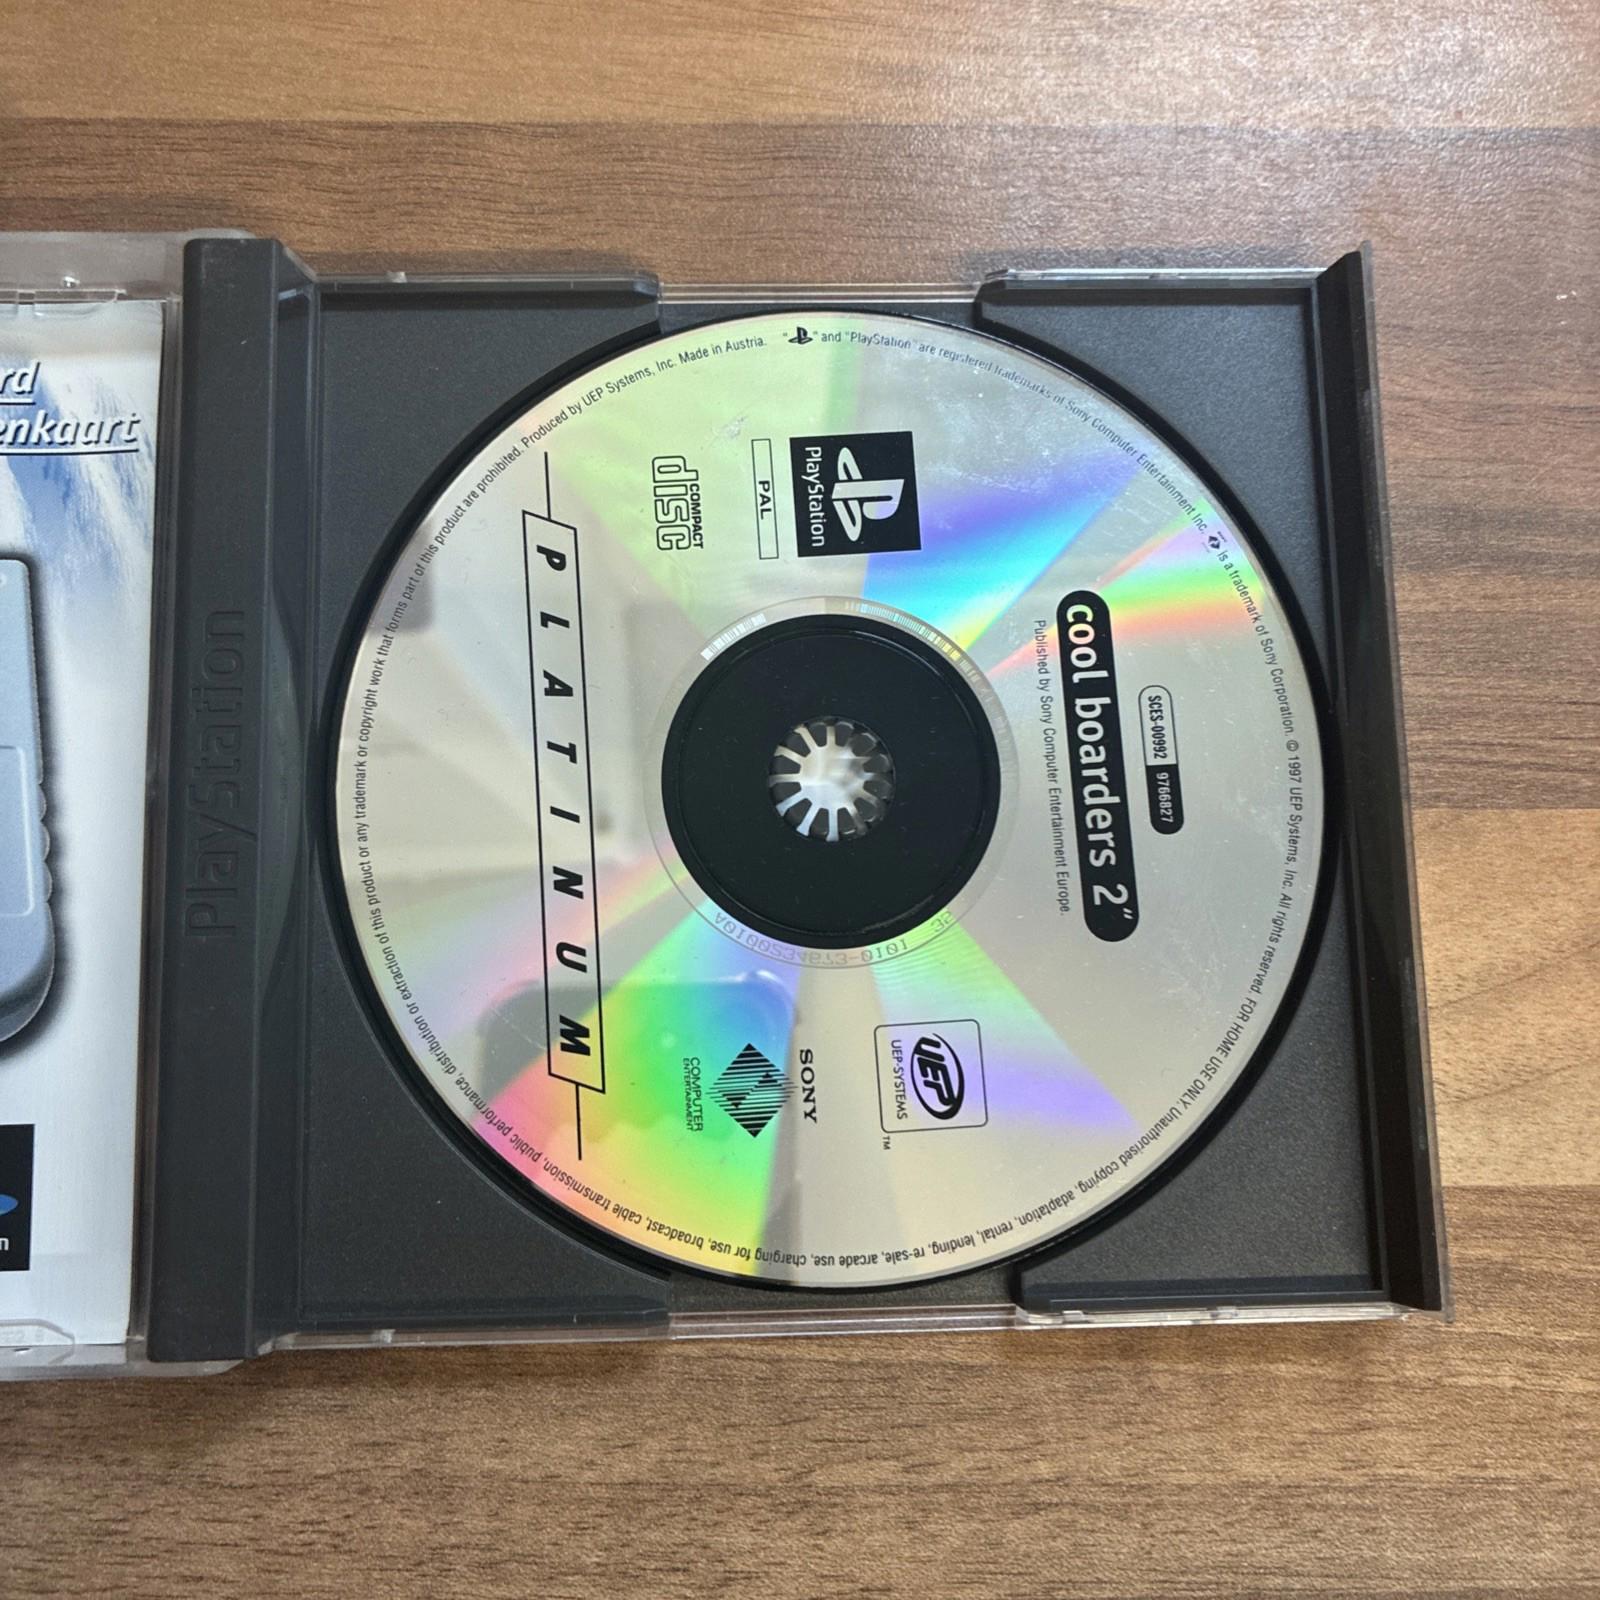 rd
enkaart
n
PlayStation
cool boarders 2"
Published by Sony Computer Entertainment Europe.
SCES-00992 9766827
PlayStation
PAL
COMPACT
disc
PLATINUM
UEP
UEP-SYSTEMS
TM
SONY
COMPUTER
ENTERTAINMENT
" " and "PlayStation" are registered trademarks of Sony Computer Entertainment Inc. is a trademark of Sony Corporation. © 1997 UEP Systems, Inc. All rights reserved. FOR HOME USE ONLY. Unauthorised copying, adaptation, rental, lending, re-sale, arcade use, charging for use, broadcast, cable transmission, public performance, distribution or extraction of this product or any trademark or copyright work that forms part of this product are prohibited. Produced by UEP Systems, Inc. Made in Austria.